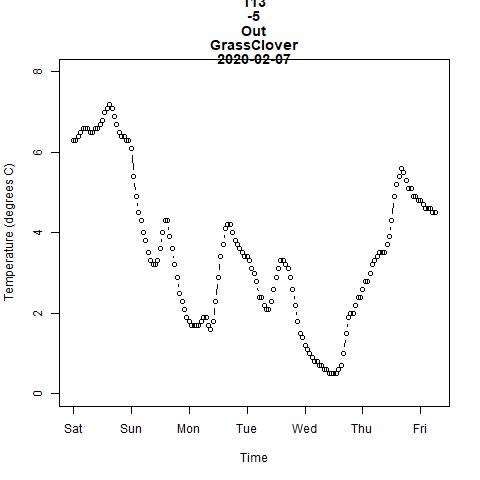 T13
-5
Out
GrassClover
2020-02-07
Temperature (degrees C)
8
6
4
2
0
Sat Sun Mon Tue Wed Thu Fri
Time